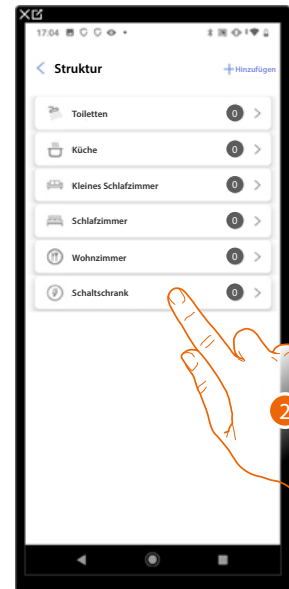 17:04
Struktur
Hinzufügen
Toiletten 0
Küche 0
Kleines Schlafzimmer 0
Schlafzimmer 0
Wohnzimmer 0
Schaltschrank 0
2